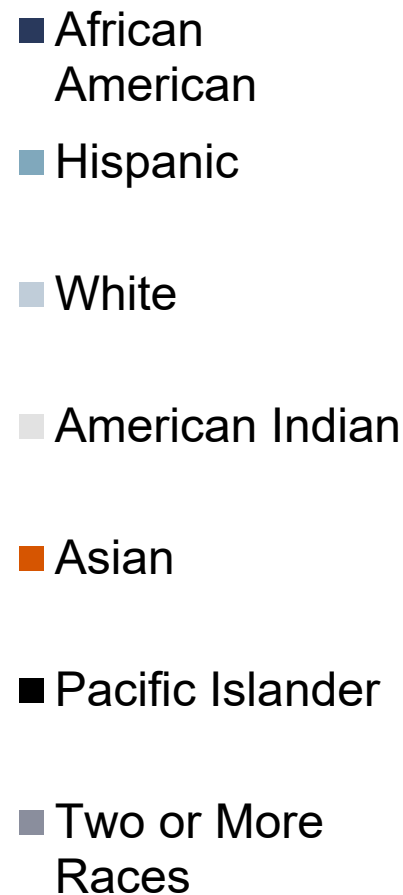 African
American
Hispanic
White
American Indian
Asian
Pacific Islander
Two or More
Races